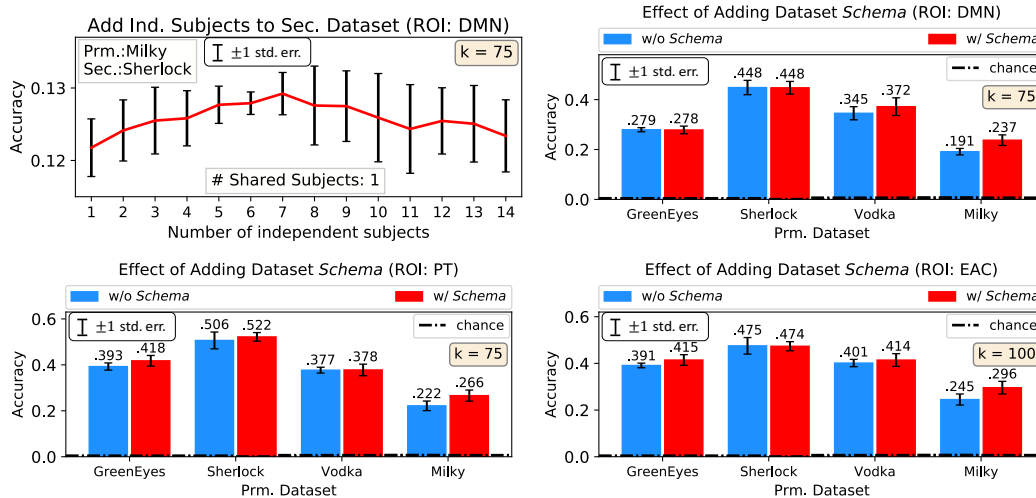 Add Ind. Subjects to Sec. Dataset (ROI: DMN)
Prm.:Milky
Sec.:Sherlock
±1 std. err.
k = 75
0.13
0.12
Accuracy
# Shared Subjects: 1
1 2 3 4 5 6 7 8 9 10 11 12 13 14
Number of independent subjects
Effect of Adding Dataset Schema (ROI: DMN)
w/o Schema
w/ Schema
±1 std. err.
chance
k = 75
.279 .278 .448 .448 .345 .372 .191 .237
0.4
0.2
0.0
Accuracy
GreenEyes Sherlock Vodka Milky
Prm. Dataset
Effect of Adding Dataset Schema (ROI: PT)
w/o Schema
w/ Schema
±1 std. err.
chance
k = 75
.393 .418 .506 .522 .377 .378 .222 .266
0.6
0.4
0.2
0.0
Accuracy
GreenEyes Sherlock Vodka Milky
Prm. Dataset
Effect of Adding Dataset Schema (ROI: EAC)
w/o Schema
w/ Schema
±1 std. err.
chance
k = 100
.391 .415 .475 .474 .401 .414 .245 .296
0.6
0.4
0.2
0.0
Accuracy
GreenEyes Sherlock Vodka Milky
Prm. Dataset